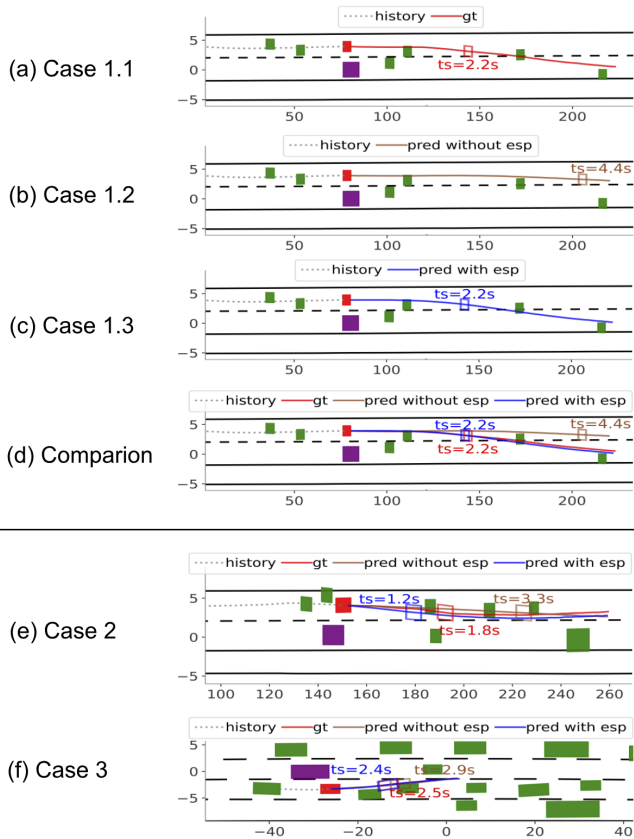 history gt
(a) Case 1.1
5
0
−5
ts=2.2s
50 100 150 200
history pred without esp
(b) Case 1.2
5
0
−5
ts=4.4s
50 100 150 200
history pred with esp
(c) Case 1.3
5
0
−5
ts=2.2s
50 100 150 200
history gt pred without esp pred with esp
(d) Comparion
5
0
−5
ts=2.2s ts=4.4s
ts=2.2s
50 100 150 200
history gt pred without esp pred with esp
(e) Case 2
5
0
−5
ts=1.2s ts=3.3s
ts=1.8s
100 120 140 160 180 200 220 240 260
history gt pred without esp pred with esp
(f) Case 3
5
0
−5
ts=2.4s ts=2.9s
ts=2.5s
−40 −20 0 20 40